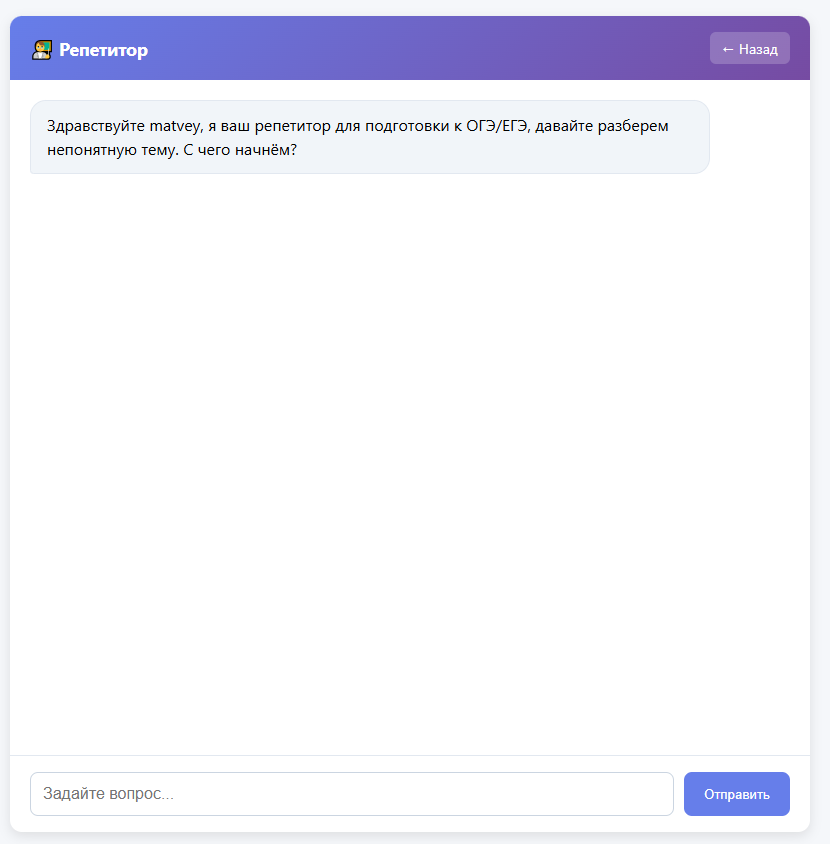 Репетитор
← Назад
Здравствуйте matvey, я ваш репетитор для подготовки к ОГЭ/ЕГЭ, давайте разберем
непонятную тему. С чего начнём?
Задайте вопрос...
Отправить